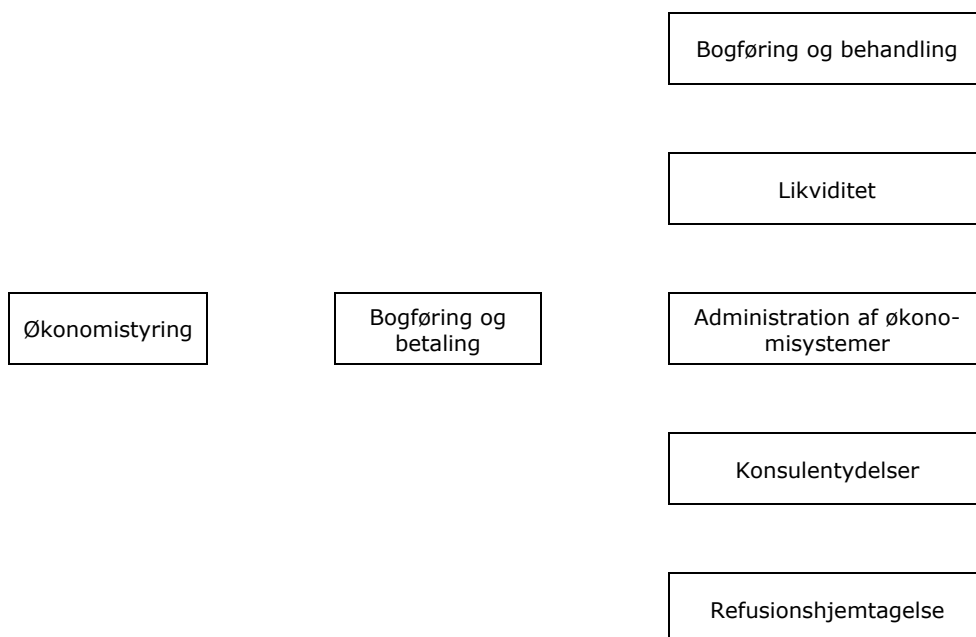 Bogføring og behandling
Likviditet
Økonomistyring
Bogføring og
betaling
Administration af økono-
misystemer
Konsulentydelser
Refusionshjemtagelse